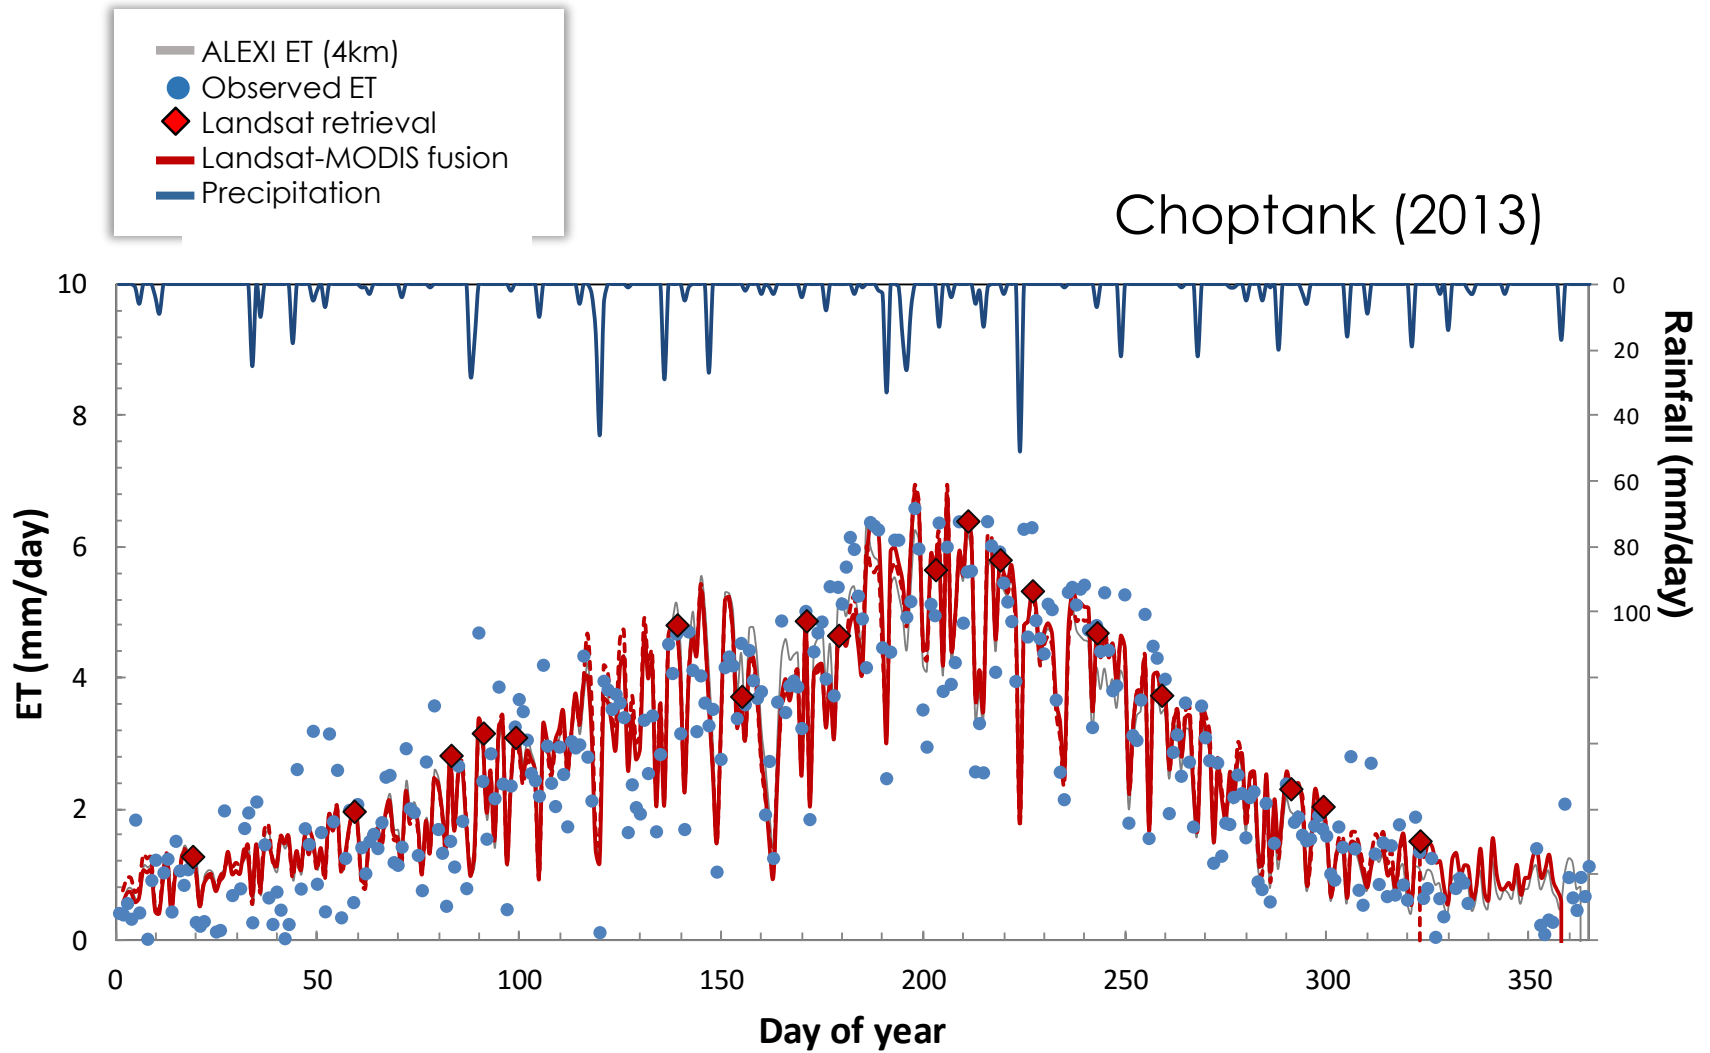 ALEXI ET (4km)
Observed ET
Landsat retrieval
Landsat-MODIS fusion
Precipitation
Choptank (2013)
10
8
6
4
2
0
ET (mm/day)
0
20
40
60
80
100
Rainfall (mm/day)
0 50 100 150 200 250 300 350
Day of year